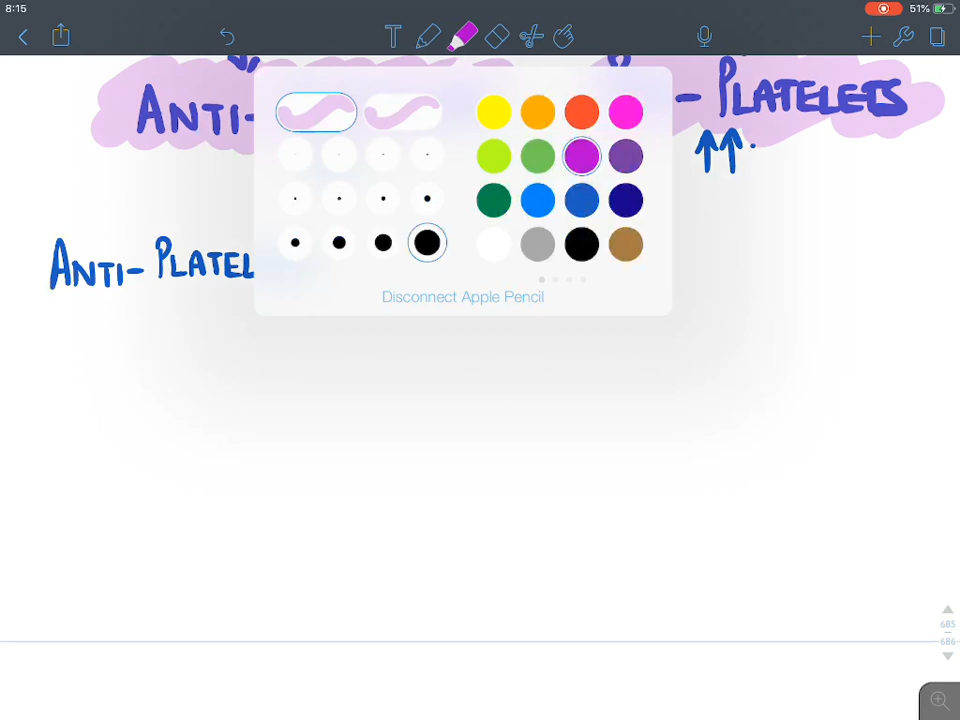 8:15
51%
T
ANTI-
- PLATELETS
↑↑
ANTI- PLATEL
Disconnect Apple Pencil
685
686